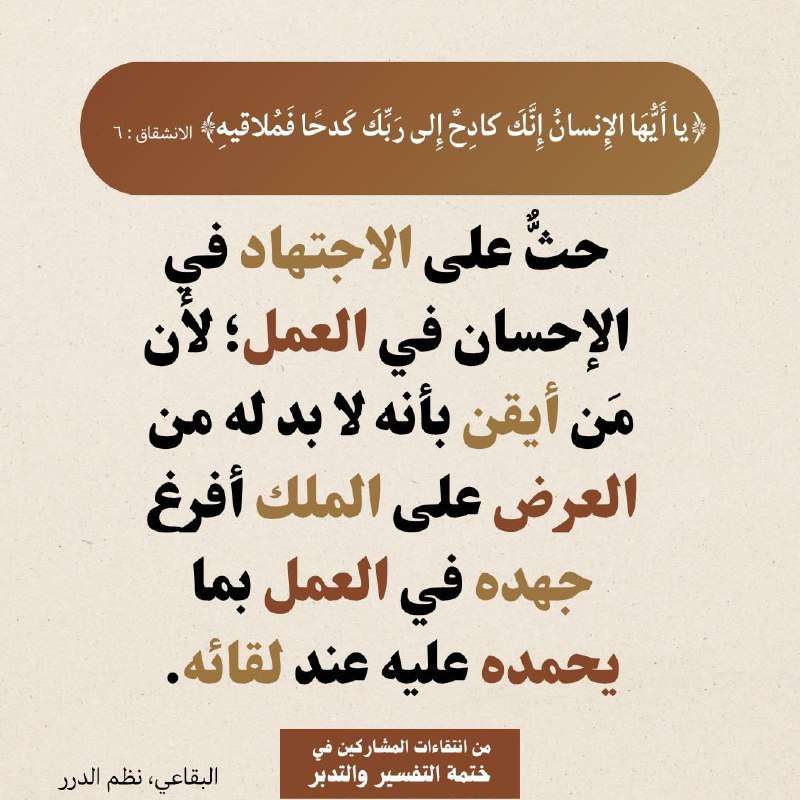 ﴿يا أَيُّهَا الإِنسانُ إِنَّكَ كادِحٌ إِلى رَبِّكَ كَدحًا فَمُلاقيهِ﴾ الانشقاق : ٦
حثٌّ على الاجتهاد في
الإحسان في العمل؛ لأن
مَن أيقن بأنه لا بد له من
العرض على الملك أفرغ
جهده في العمل بما
يحمده عليه عند لقائه.
من انتقاءات المشاركين في
ختمة التفسير والتدبر
البقاعي، نظم الدرر